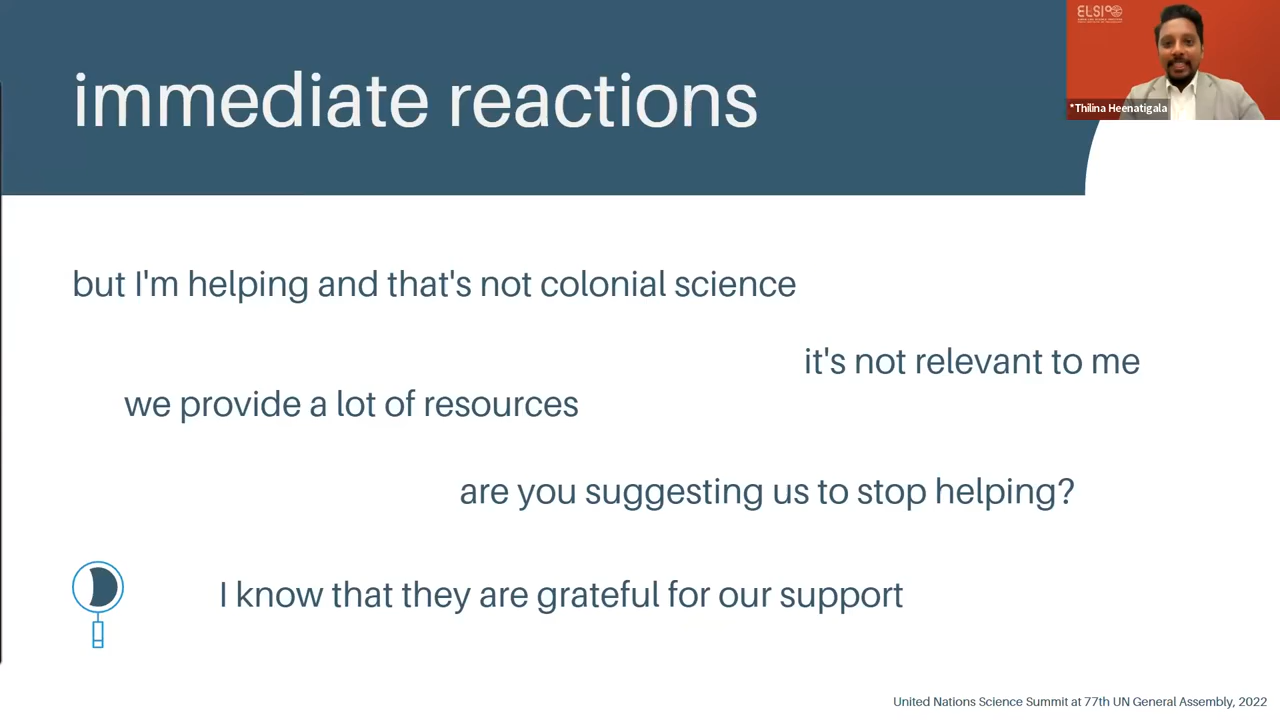 immediate reactions
ELSI
*Thilina Heenatigala
but I'm helping and that's not colonial science
it's not relevant to me
we provide a lot of resources
are you suggesting us to stop helping?
I know that they are grateful for our support
United Nations Science Summit at 77th UN General Assembly, 2022